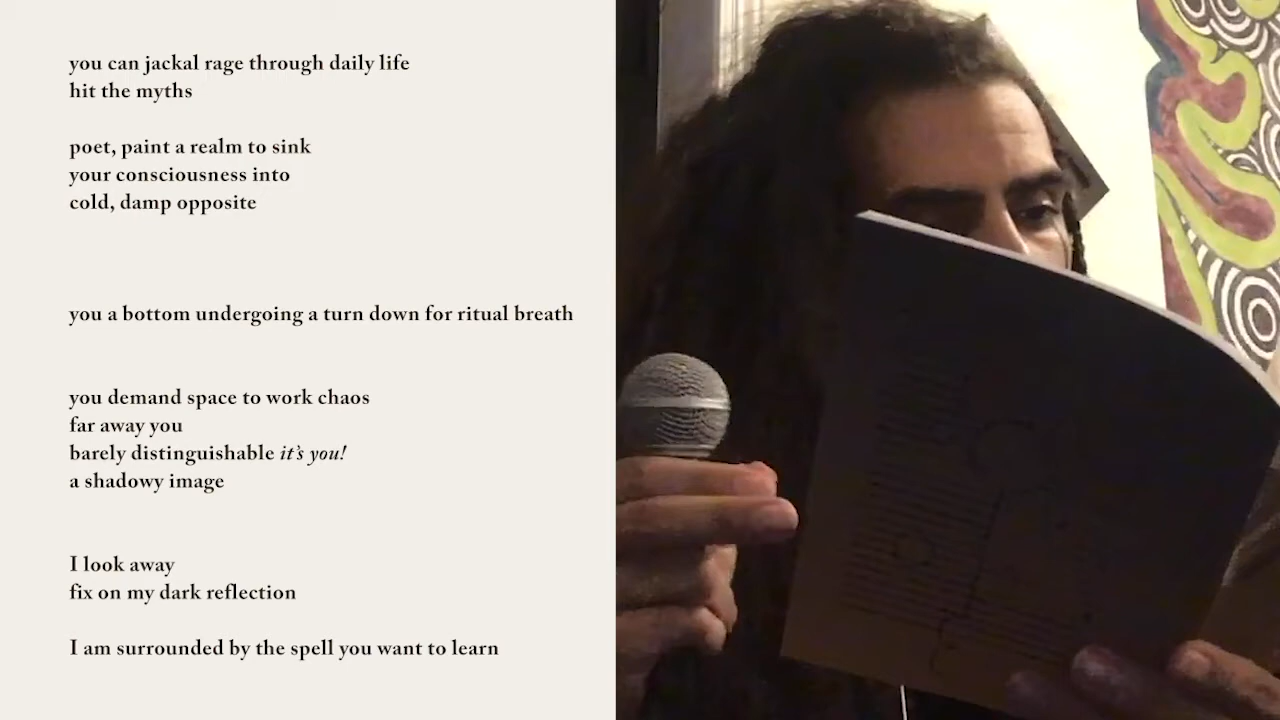 you can jackal rage through daily life
hit the myths
poet, paint a realm to sink
your consciousness into
cold, damp opposite
you a bottom undergoing a turn down for ritual breath
you demand space to work chaos
far away you
barely distinguishable it's you!
a shadowy image
I look away
fix on my dark reflection
I am surrounded by the spell you want to learn